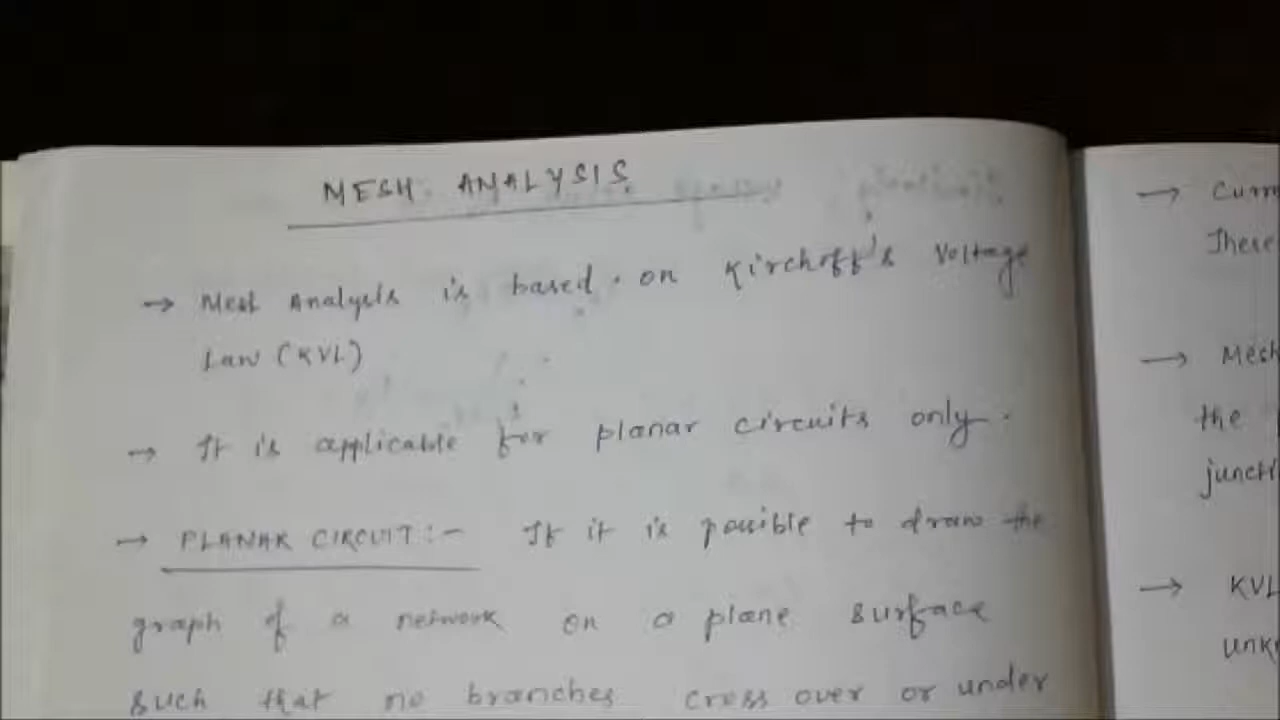 MESH ANALYSIS
→ Mesh Analysis is based on Kirchoff's Voltage
Law (KVL)
→ It is applicable for planar circuits only.
→ PLANAR CIRCUIT:- If it is possible to draw the
graph of a network on a plane surface
such that no branches cross over or under
→ Curr
These
→ Mesh
the
juncti
→ KVL
unk